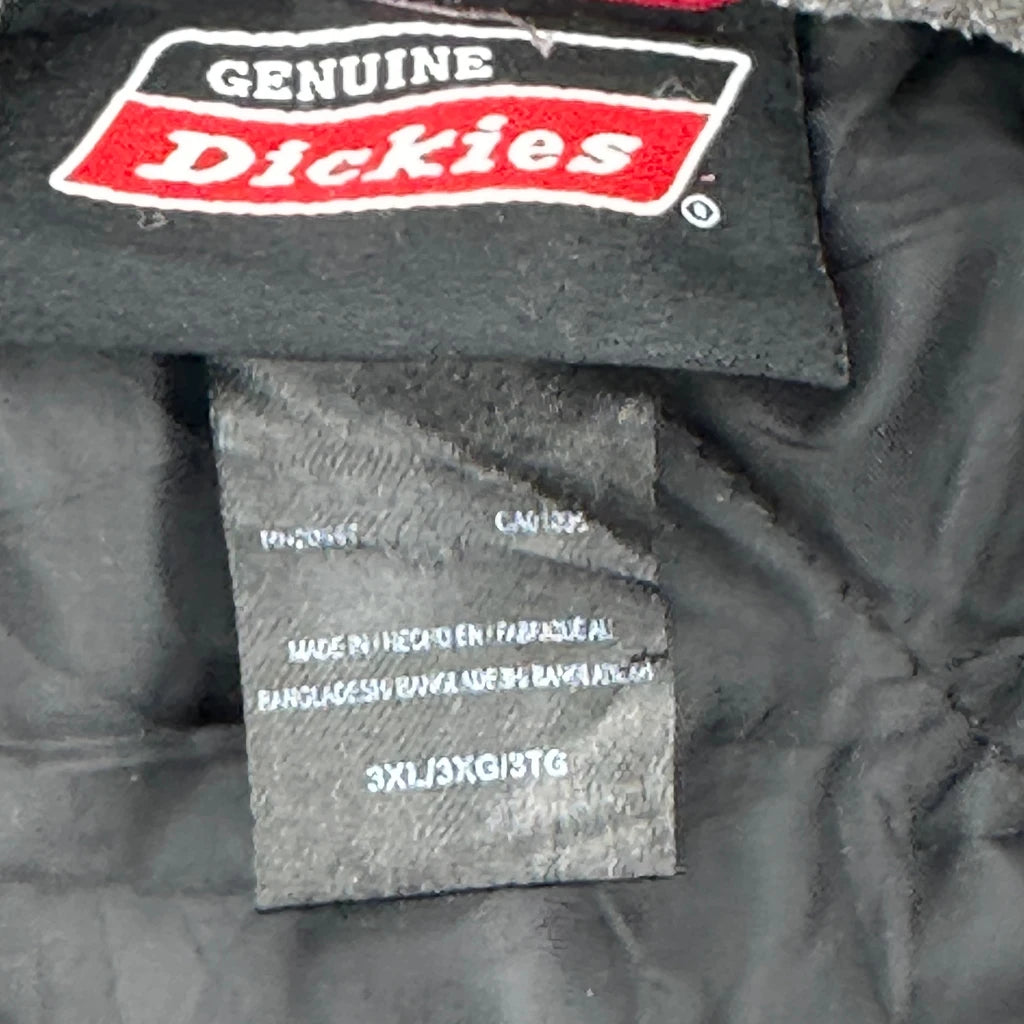 GENUINE
Dickies
®
MADE IN / HECHO EN / FABRIQUÉ AU
BANGLADESH/ BANGLADESH/ BANGLADESH
3XL/3XG/3TG